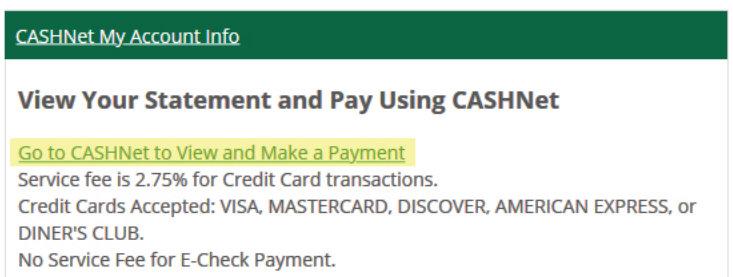 CASHNet My Account Info
View Your Statement and Pay Using CASHNet
Go to CASHNet to View and Make a Payment
Service fee is 2.75% for Credit Card transactions.
Credit Cards Accepted: VISA, MASTERCARD, DISCOVER, AMERICAN EXPRESS, or
DINER'S CLUB.
No Service Fee for E-Check Payment.